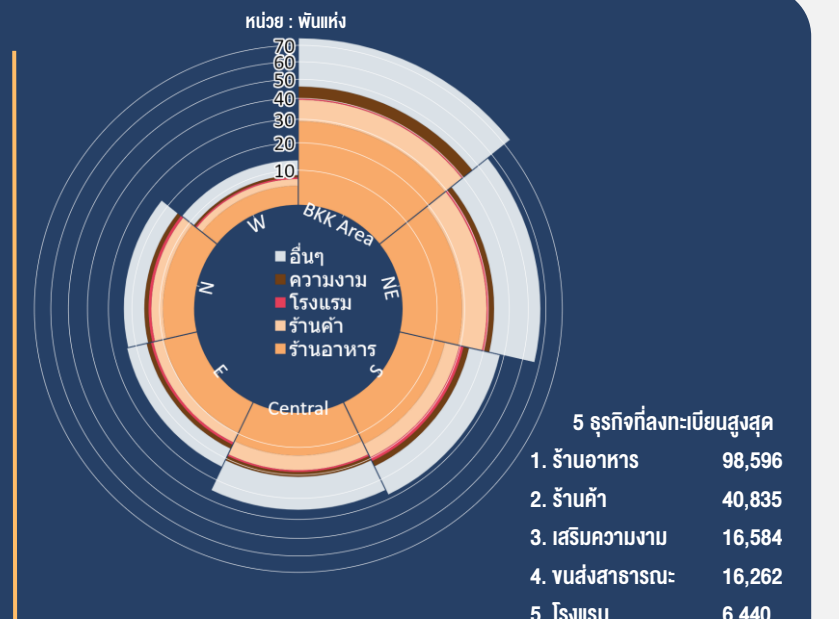 หน่วย : พันแห่ง
70
60
50
40
30
20
10
BKK Area
NE
S
Central
E
N
W
อื่นๆ
ความงาม
โรงแรม
ร้านค้า
ร้านอาหาร
5 ธุรกิจที่ลงทะเบียนสูงสุด
1. ร้านอาหาร 98,596
2. ร้านค้า 40,835
3. เสริมความงาม 16,584
4. ขนส่งสาธารณะ 16,262
5. โรงแรม 6,440